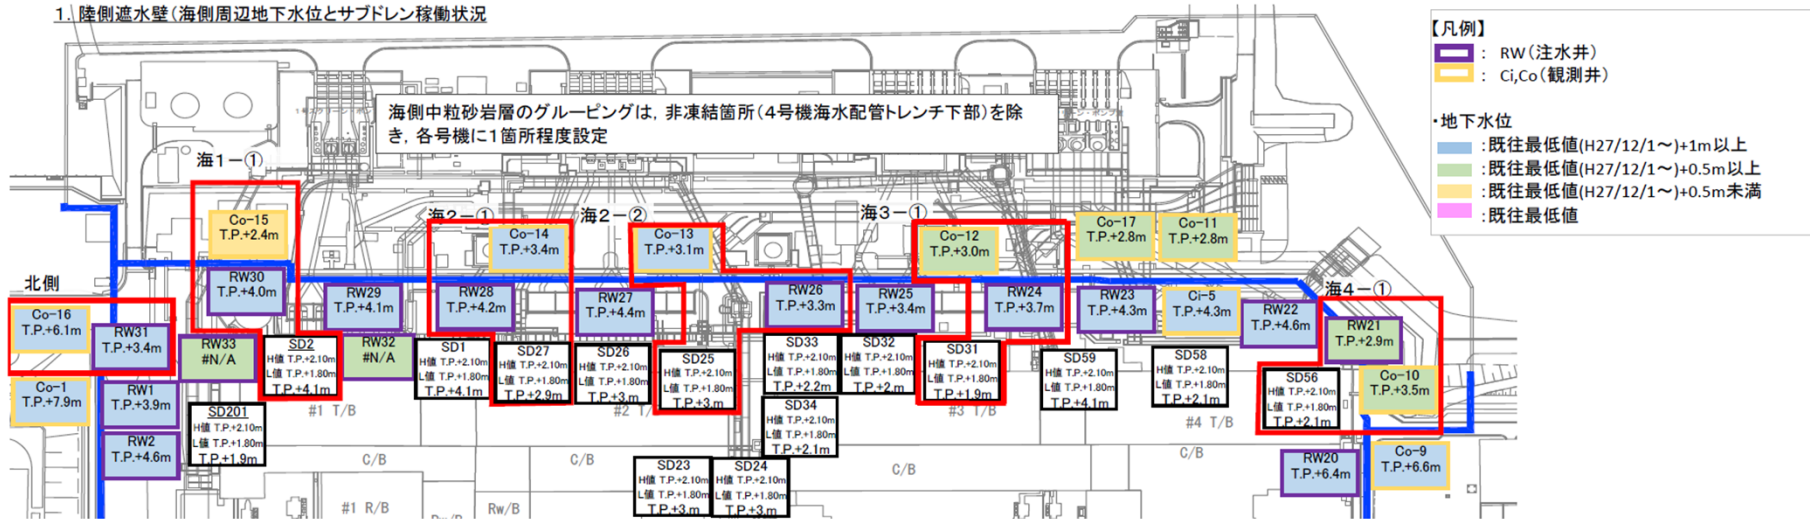 1. 陸側遮水壁(海側周辺地下水位とサブドレン稼働状況
【凡例】
: RW(注水井)
: Ci,Co(観測井)
・地下水位
:既往最低値(H27/12/1～)+1m以上
:既往最低値(H27/12/1～)+0.5m以上
:既往最低値(H27/12/1～)+0.5m未満
:既往最低値
海側中粒砂岩層のグルーピングは，非凍結箇所(4号機海水配管トレンチ下部)を除
き，各号機に1箇所程度設定
海1－①
海2－①
海2－②
海3－①
海4－①
北側
Co-15
T.P.+2.4m
Co-14
T.P.+3.4m
Co-13
T.P.+3.1m
Co-12
T.P.+3.0m
Co-17
T.P.+2.8m
Co-11
T.P.+2.8m
RW30
T.P.+4.0m
RW29
T.P.+4.1m
RW28
T.P.+4.2m
RW27
T.P.+4.4m
RW26
T.P.+3.3m
RW25
T.P.+3.4m
RW24
T.P.+3.7m
RW23
T.P.+4.3m
Ci-5
T.P.+4.3m
RW22
T.P.+4.6m
RW21
T.P.+2.9m
Co-16
T.P.+6.1m
RW31
T.P.+3.4m
RW33
#N/A
SD2
H値 T.P.+2.10m
L値 T.P.+1.80m
T.P.+4.1m
RW32
#N/A
SD1
H値 T.P.+2.10m
L値 T.P.+1.80m
T.P.+4.1m
SD27
H値 T.P.+2.10m
L値 T.P.+1.80m
T.P.+2.9m
SD26
H値 T.P.+2.10m
L値 T.P.+1.80m
T.P.+3.m
SD25
H値 T.P.+2.10m
L値 T.P.+1.80m
T.P.+3.m
SD33
H値 T.P.+2.10m
L値 T.P.+1.80m
T.P.+2.2m
SD32
H値 T.P.+2.10m
L値 T.P.+1.80m
T.P.+2.m
SD31
H値 T.P.+2.10m
L値 T.P.+1.80m
T.P.+1.9m
SD59
H値 T.P.+2.10m
L値 T.P.+1.80m
T.P.+4.1m
SD58
H値 T.P.+2.10m
L値 T.P.+1.80m
T.P.+2.1m
SD56
H値 T.P.+2.10m
L値 T.P.+1.80m
T.P.+2.1m
Co-10
T.P.+3.5m
Co-1
T.P.+7.9m
RW1
T.P.+3.9m
SD201
H値 T.P.+2.10m
L値 T.P.+1.80m
T.P.+1.9m
RW2
T.P.+4.6m
SD34
H値 T.P.+2.10m
L値 T.P.+1.80m
T.P.+2.1m
SD23
H値 T.P.+2.10m
L値 T.P.+1.80m
T.P.+3.m
SD24
H値 T.P.+2.10m
L値 T.P.+1.80m
T.P.+3.m
RW20
T.P.+6.4m
Co-9
T.P.+6.6m
#1 T/B
#2 T/
#3 T/B
#4 T/B
C/B
C/B
C/B
C/B
#1 R/B
Rw/B